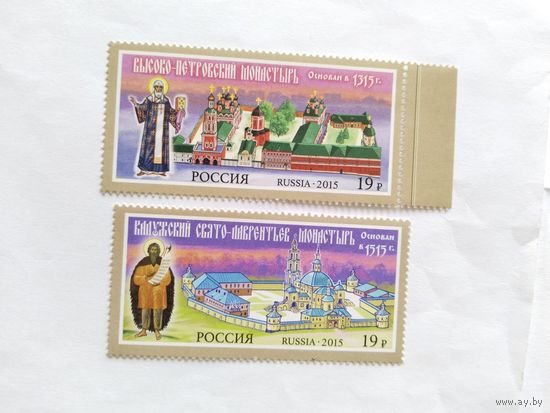 ВЫСОКО-ПЕТРОВСКИЙ МОНАСТЫРЬ
ОСНОВАН В 1315 г.
РОССИЯ
RUSSIA·2015
19 Р
КАЛУЖСКИЙ СВЯТО-ЛАВРЕНТЬЕВ МОНАСТЫРЬ
ОСНОВАН
В 1515 г.
РОССИЯ
RUSSIA·2015
19 Р
www.ay.by